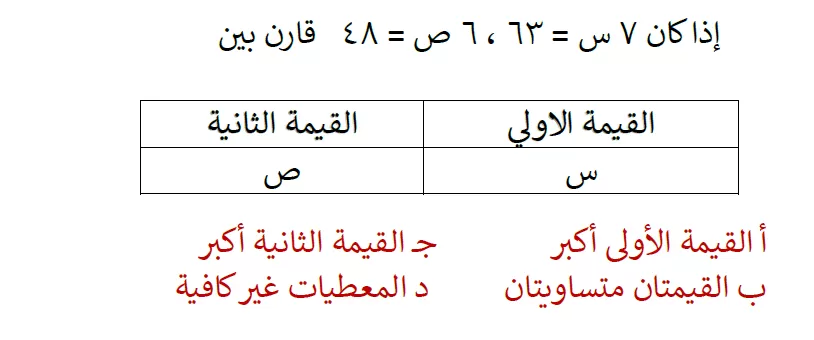 إذا كان ٧ س = ٦٣ ، ٦ ص = ٤٨ قارن بين
القيمة الاولي القيمة الثانية
س ص
أ القيمة الأولى أكبر جـ القيمة الثانية أكبر
ب القيمتان متساويتان د المعطيات غير كافية